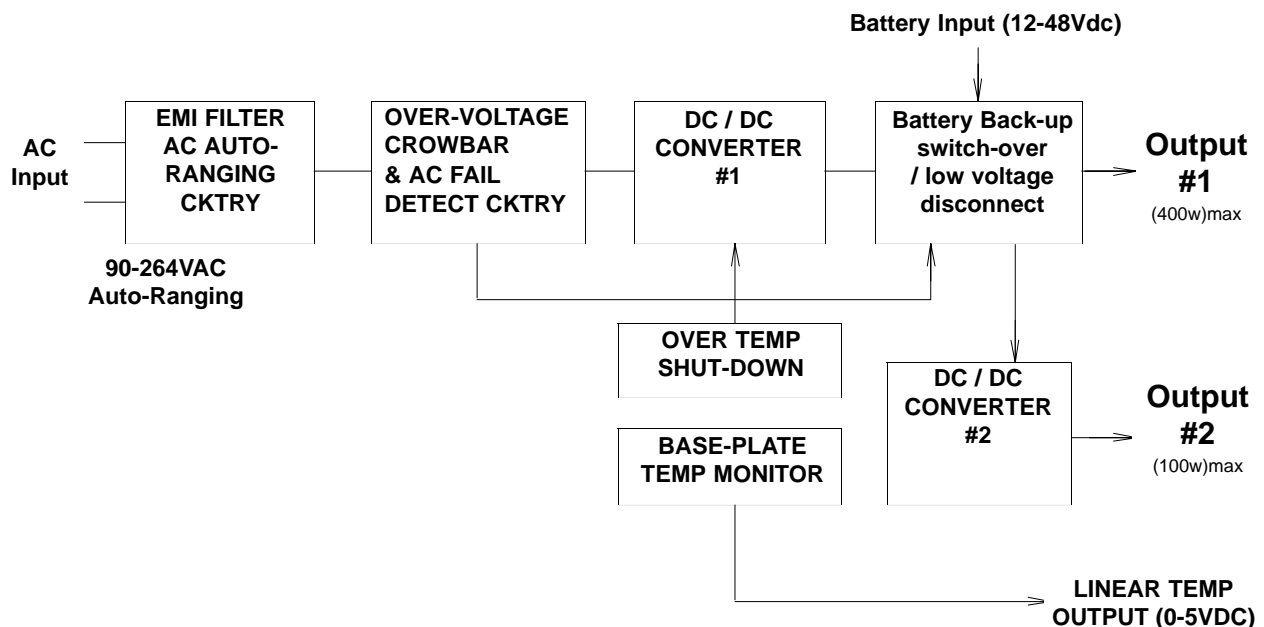 Battery Input (12-48Vdc)
AC
Input
EMI FILTER
AC AUTO-
RANGING
CKTRY
90-264VAC
Auto-Ranging
OVER-VOLTAGE
CROWBAR
& AC FAIL
DETECT CKTRY
DC / DC
CONVERTER
#1
Battery Back-up
switch-over
/ low voltage
disconnect
Output
#1
(400w)max
OVER TEMP
SHUT-DOWN
DC / DC
CONVERTER
#2
Output
#2
(100w)max
BASE-PLATE
TEMP MONITOR
LINEAR TEMP
OUTPUT (0-5VDC)